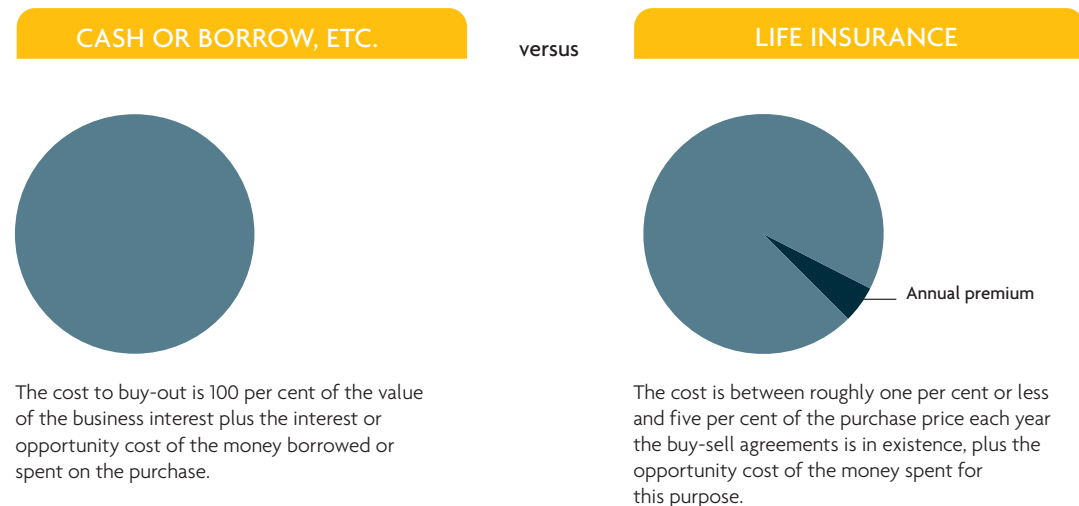 CASH OR BORROW, ETC.
versus
LIFE INSURANCE
Annual premium
The cost to buy-out is 100 per cent of the value
of the business interest plus the interest or
opportunity cost of the money borrowed or
spent on the purchase.
The cost is between roughly one per cent or less
and five per cent of the purchase price each year
the buy-sell agreements is in existence, plus the
opportunity cost of the money spent for
this purpose.